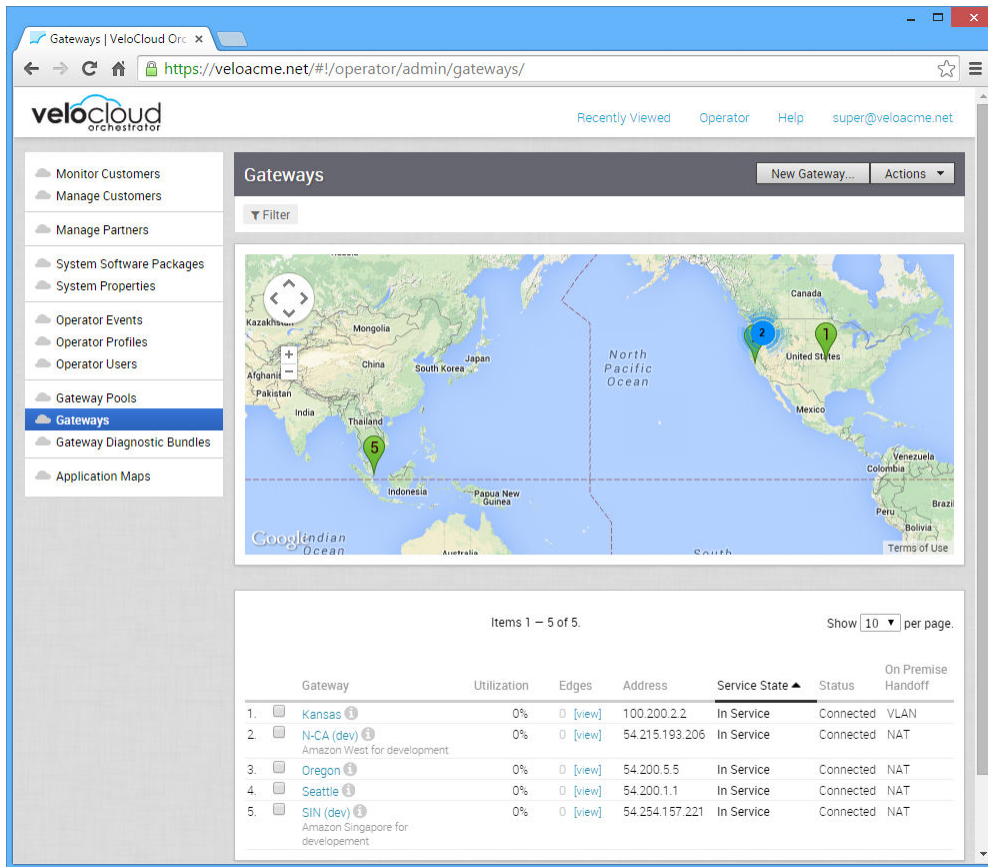 Gateways | VeloCloud Orc
https://veloacme.net/#!/operator/admin/gateways/
velocloud
orchestrator
Recently Viewed Operator Help super@veloacme.net
Monitor Customers
Manage Customers
Manage Partners
System Software Packages
System Properties
Operator Events
Operator Profiles
Operator Users
Gateway Pools
Gateways
Gateway Diagnostic Bundles
Application Maps
Gateways
New Gateway... Actions
Filter
Canada
Mongolia
North
Pacific
Ocean
2
1
United States
China
South Korea
Japan
Pakistan
India
Thailand
Mexico
5
Venezuela
Colombia
Indonesia
Papua New
Guinea
Peru
Bolivia
Google
Indian
Ocean
Australia
South
Terms of Use
Items 1 — 5 of 5.
Show 10 per page.
Gateway Utilization Edges Address Service State Status On Premise Handoff
1. Kansas 0% 0 [view] 100.200.2.2 In Service Connected VLAN
2. N-CA (dev) 0% 0 [view] 54.215.193.206 In Service Connected NAT
Amazon West for development
3. Oregon 0% 0 [view] 54.200.5.5 In Service Connected NAT
4. Seattle 0% 0 [view] 54.200.1.1 In Service Connected NAT
5. SIN (dev) 0% 0 [view] 54.254.157.221 In Service Connected NAT
Amazon Singapore for
developement